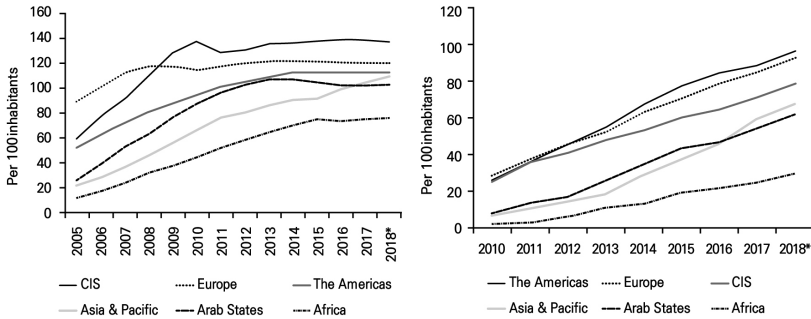 160
140
120
100
80
60
40
20
0
Per 100 inhabitants
2005 2006 2007 2008 2009 2010 2011 2012 2013 2014 2015 2016 2017 2018*
CIS Europe The Americas
Asia & Pacific Arab States Africa
120
100
80
60
40
20
0
Per 100 inhabitants
2010 2011 2012 2013 2014 2015 2016 2017 2018*
The Americas Europe CIS
Asia & Pacific Arab States Africa